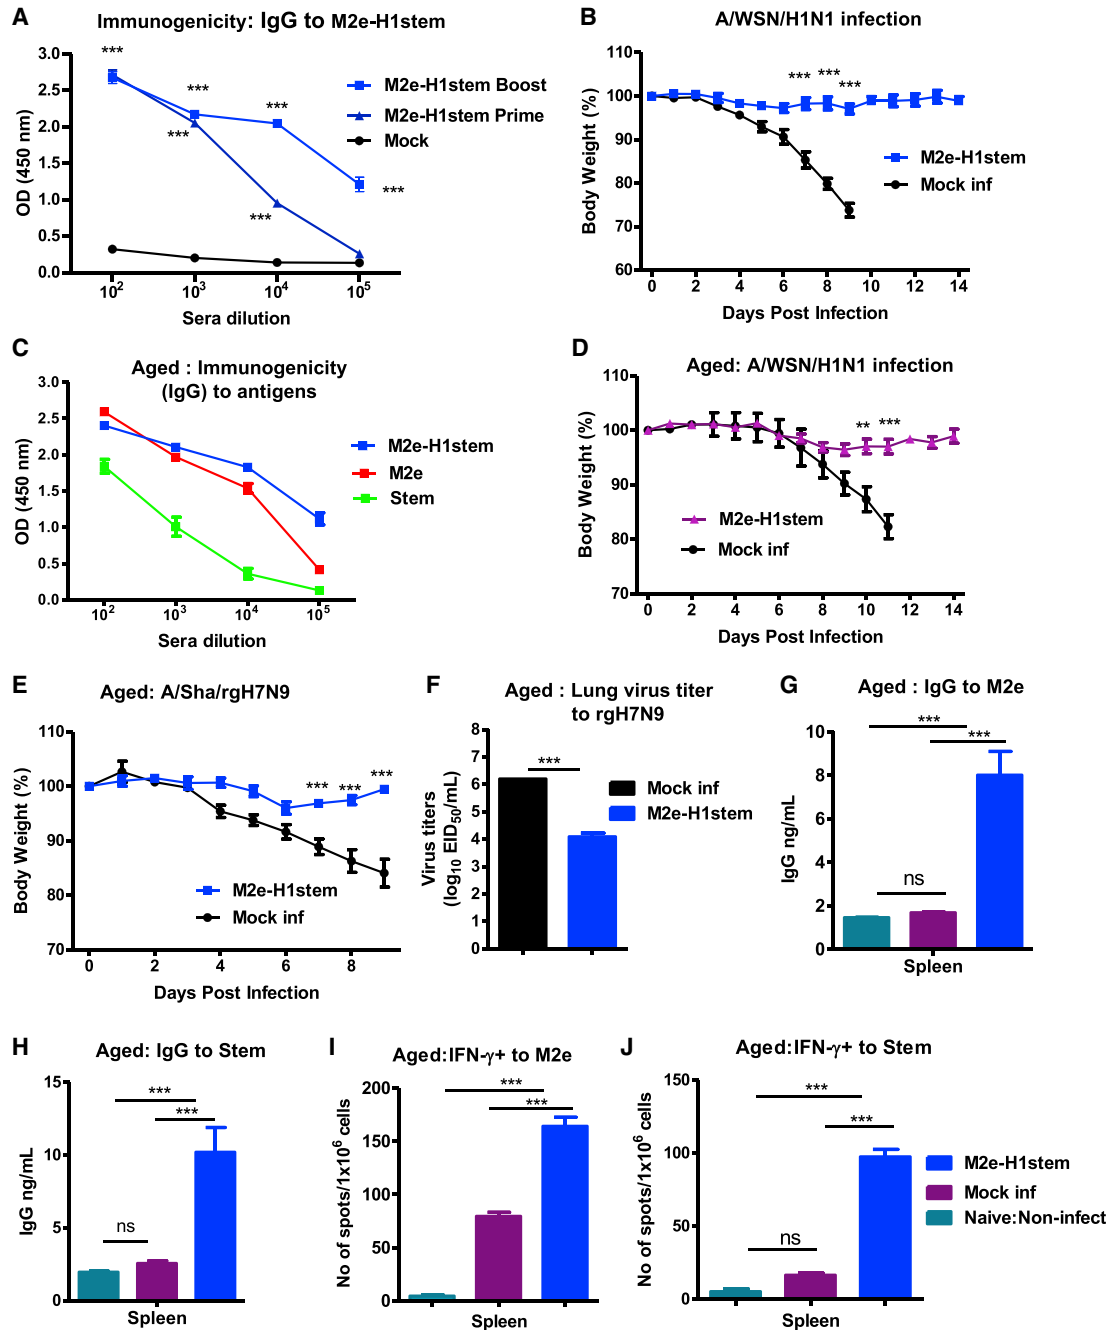 A
Immunogenicity: IgG to M2e-H1stem
OD (450 nm)
3.0
2.5
2.0
1.5
1.0
0.5
0.0
***
***
***
***
***
***
M2e-H1stem Boost
M2e-H1stem Prime
Mock
10² 10³ 10⁴ 10⁵
Sera dilution
B
A/WSN/H1N1 infection
Body Weight (%)
110
100
90
80
70
60
*** *** ***
M2e-H1stem
Mock inf
0 2 4 6 8 10 12 14
Days Post Infection
C
Aged : Immunogenicity
(IgG) to antigens
OD (450 nm)
3.0
2.5
2.0
1.5
1.0
0.5
0.0
M2e-H1stem
M2e
Stem
10² 10³ 10⁴ 10⁵
Sera dilution
D
Aged: A/WSN/H1N1 infection
Body Weight (%)
100
90
80
70
** ***
M2e-H1stem
Mock inf
0 2 4 6 8 10 12 14
Days Post Infection
E
Aged: A/Sha/rgH7N9
Body Weight (%)
110
100
90
80
70
*** *** ***
M2e-H1stem
Mock inf
0 2 4 6 8
Days Post Infection
F
Aged : Lung virus titer
to rgH7N9
Virus titers
(log₁₀ EID₅₀/mL)
8
7
6
5
4
3
2
1
0
***
Mock inf
M2e-H1stem
G
Aged : IgG to M2e
IgG ng/mL
10
8
6
4
2
0
***
***
ns
Spleen
H
Aged: IgG to Stem
IgG ng/mL
15
10
5
0
***
***
ns
Spleen
I
Aged:IFN-γ+ to M2e
No of spots/1x10⁶ cells
200
150
100
50
0
***
***
Spleen
J
Aged:IFN-γ+ to Stem
No of spots/1x10⁶ cells
150
100
50
0
***
***
ns
Spleen
M2e-H1stem
Mock inf
Naive:Non-infect